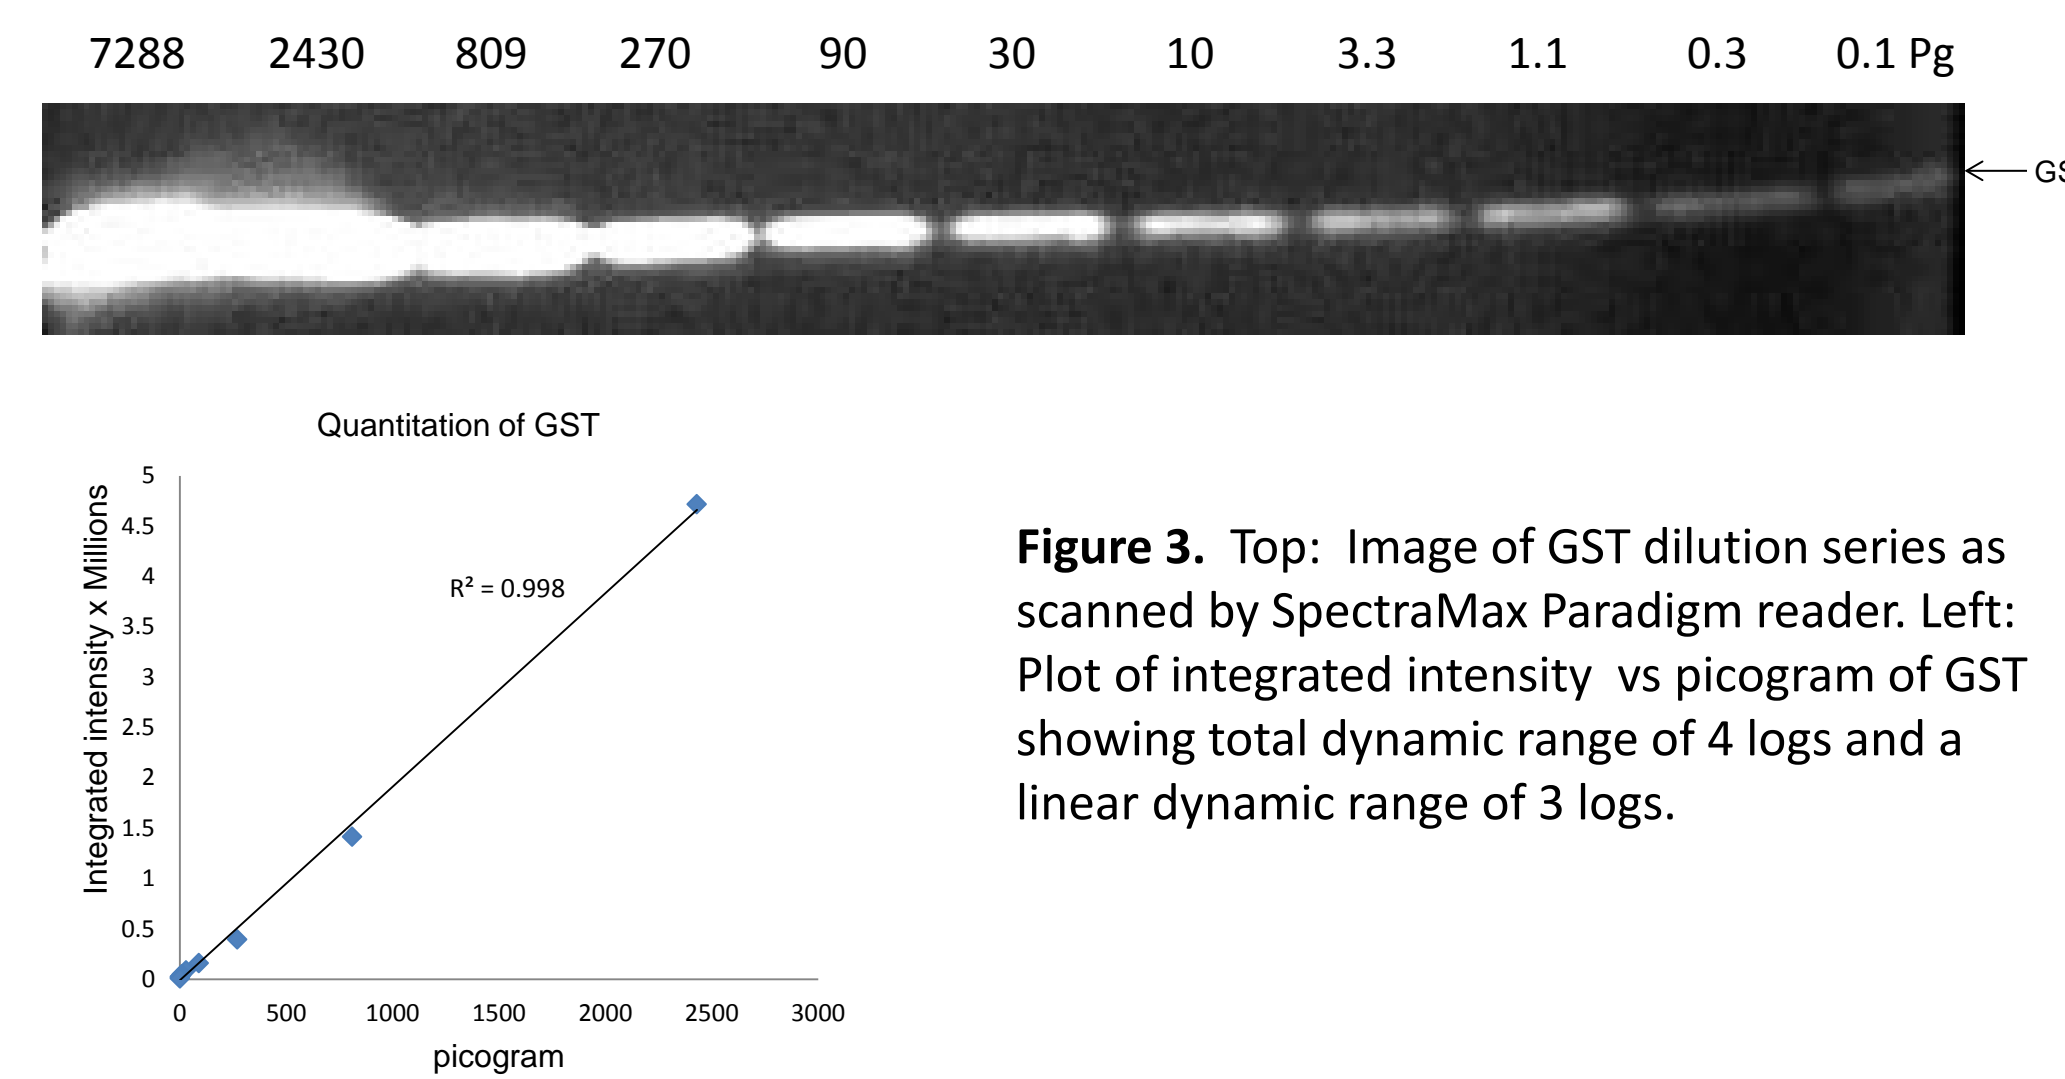 7288 2430 809 270 90 30 10 3.3 1.1 0.3 0.1 Pg
Quantitation of GST
Integrated intensity x Millions
5
4.5
4
3.5
3
2.5
2
1.5
1
0.5
0
R² = 0.998
0 500 1000 1500 2000 2500 3000
picogram
Figure 3. Top: Image of GST dilution series as
scanned by SpectraMax Paradigm reader. Left:
Plot of integrated intensity vs picogram of GST
showing total dynamic range of 4 logs and a
linear dynamic range of 3 logs.